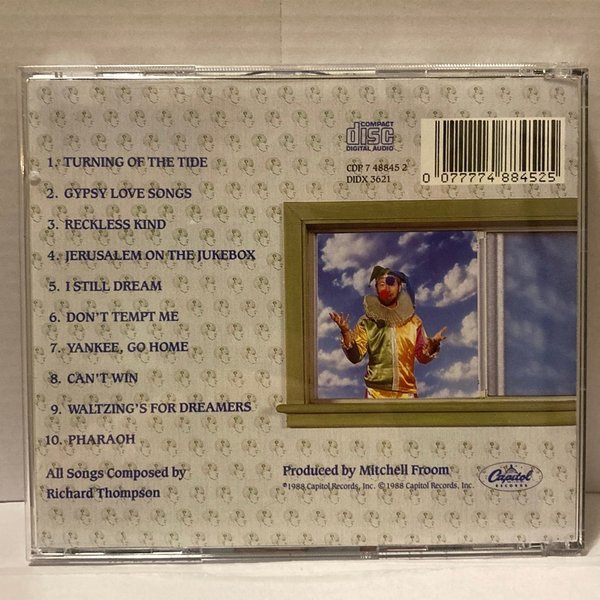 COMPACT
disc
DIGITAL AUDIO
CDP 7 48845 2
DIDX 3621
0 077774 884525
1. TURNING OF THE TIDE
2. GYPSY LOVE SONGS
3. RECKLESS KIND
4. JERUSALEM ON THE JUKEBOX
5. I STILL DREAM
6. DON'T TEMPT ME
7. YANKEE, GO HOME
8. CAN'T WIN
9. WALTZING'S FOR DREAMERS
10. PHARAOH
All Songs Composed by
Richard Thompson
Produced by Mitchell Froom
℗1988 Capitol Records, Inc. ©1988 Capitol Records, Inc.
Capitol
RECORDS